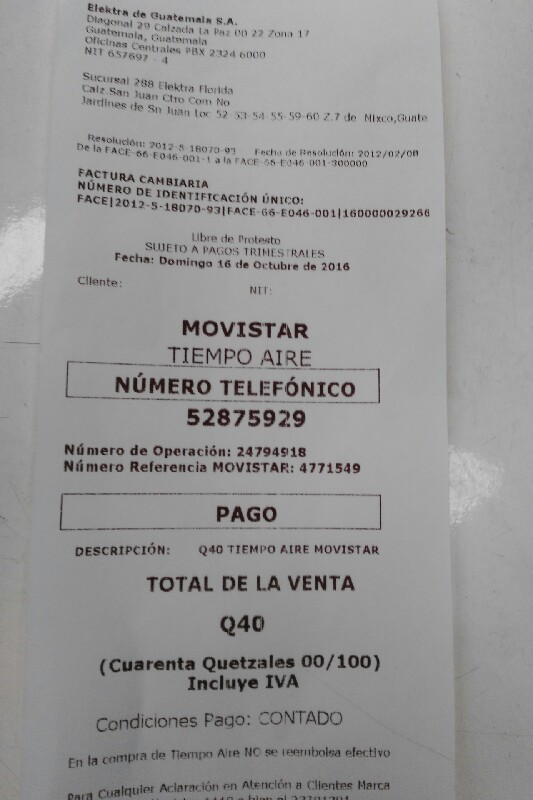 Elektra de Guatemala S.A.
Diagonal 29 Calzada La Paz 00 22 Zona 17
Guatemala, Guatemala
Oficinas Centrales PBX 2324 6000
NIT 657697 - 4
Sucursal 288 Elektra Florida
Calz.San Juan Ctro Com No
Jardines de Sn Juan Loc 52-53-54-55-59-60 Z.7 de Mixco,Guate
Resolución: 2012-5-18070-93 Fecha de Resolución: 2012/02/08
De la FACE-66-E046-001-1 a la FACE-66-E046-001-300000
FACTURA CAMBIARIA
NÚMERO DE IDENTIFICACIÓN ÚNICO:
FACE|2012-5-18070-93|FACE-66-E046-001|160000029266
Libre de Protesto
SUJETO A PAGOS TRIMESTRALES
Fecha: Domingo 16 de Octubre de 2016
Cliente: NIT:
MOVISTAR
TIEMPO AIRE
NÚMERO TELEFÓNICO
52875929
Número de Operación: 24794918
Número Referencia MOVISTAR: 4771549
PAGO
DESCRIPCIÓN: Q40 TIEMPO AIRE MOVISTAR
TOTAL DE LA VENTA
Q40
(Cuarenta Quetzales 00/100)
Incluye IVA
Condiciones Pago: CONTADO
En la compra de Tiempo Aire NO se reembolsa efectivo
Para Cualquier Aclaración en Atención a Clientes Marca